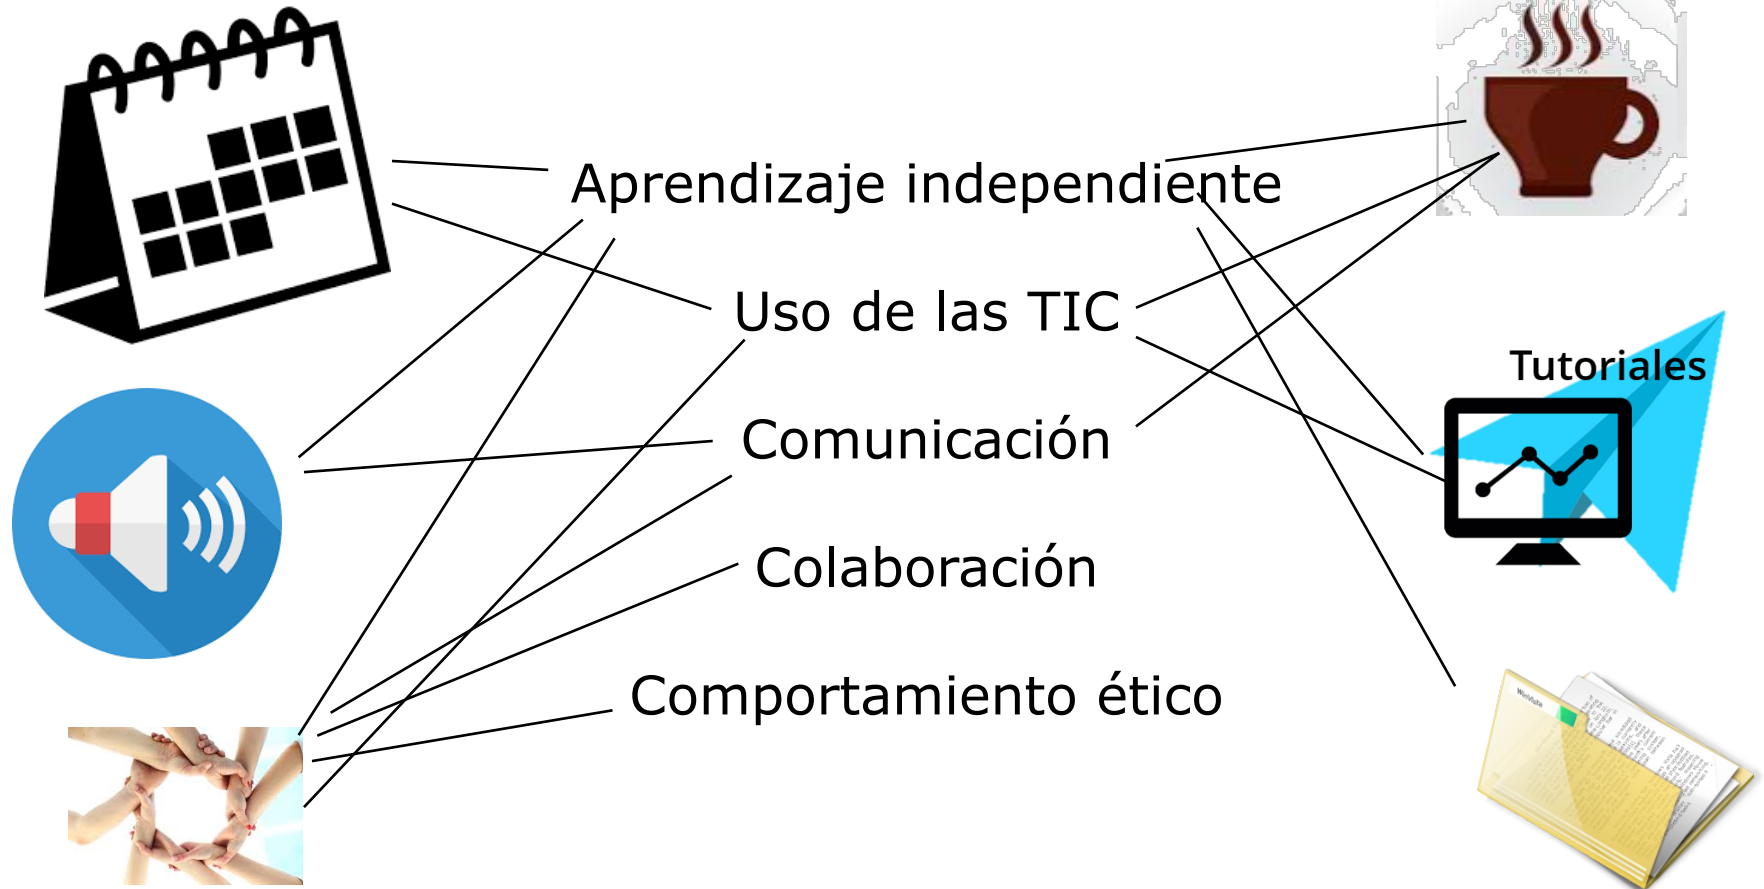 Aprendizaje independiente
Uso de las TIC
Tutoriales
Comunicación
Colaboración
Comportamiento ético